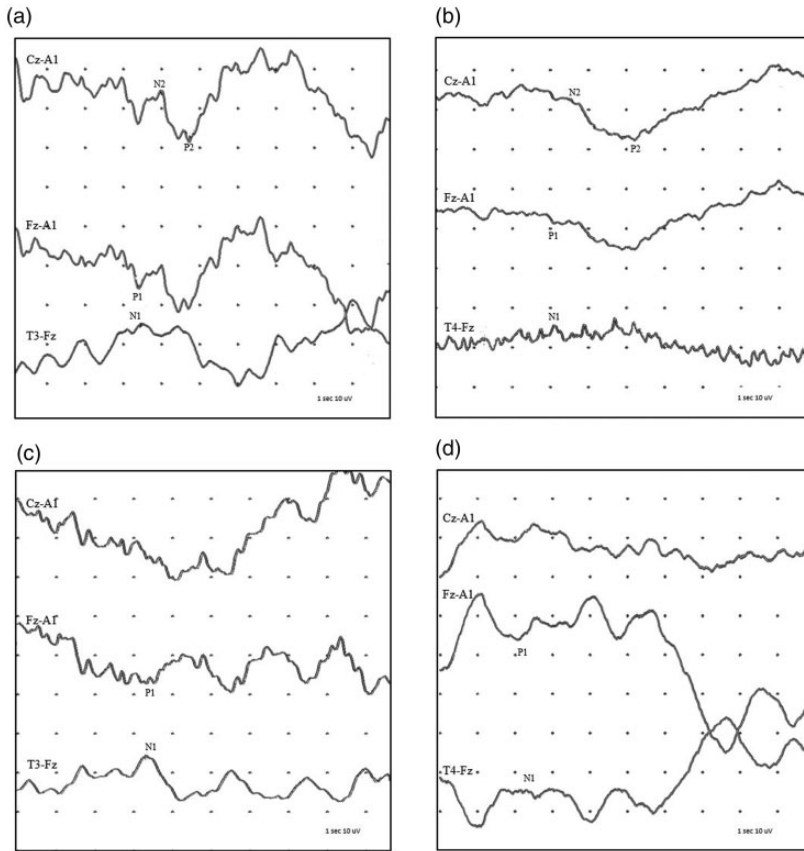 (a)
Cz-A1
N2
P2
Fz-A1
P1
N1
T3-Fz
1 sec 10 uV
(b)
Cz-A1
N2
P2
Fz-A1
P1
N1
T4-Fz
1 sec 10 uV
(c)
Cz-A1
Fz-A1
P1
N1
T3-Fz
1 sec 10 uV
(d)
Cz-A1
Fz-A1
P1
N1
T4-Fz
1 sec 10 uV